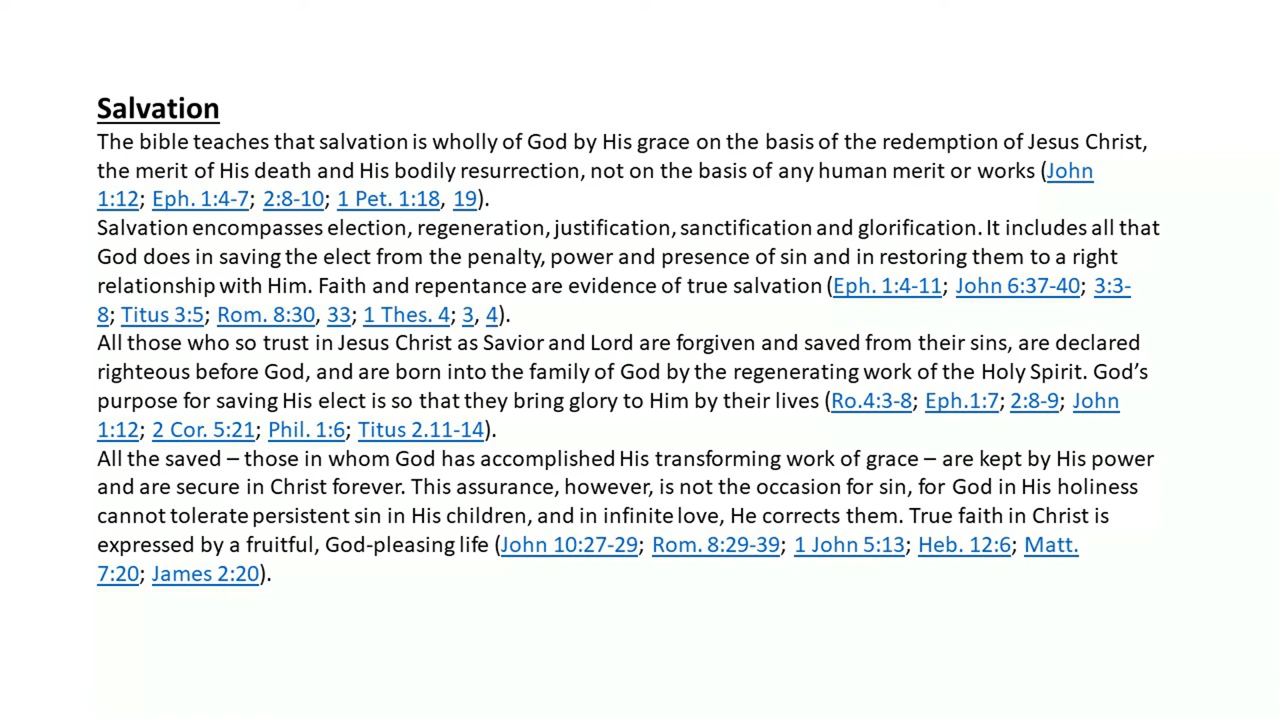 Salvation
The bible teaches that salvation is wholly of God by His grace on the basis of the redemption of Jesus Christ,
the merit of His death and His bodily resurrection, not on the basis of any human merit or works (John
1:12; Eph. 1:4-7; 2:8-10; 1 Pet. 1:18, 19).
Salvation encompasses election, regeneration, justification, sanctification and glorification. It includes all that
God does in saving the elect from the penalty, power and presence of sin and in restoring them to a right
relationship with Him. Faith and repentance are evidence of true salvation (Eph. 1:4-11; John 6:37-40; 3:3-
8; Titus 3:5; Rom. 8:30, 33; 1 Thes. 4; 3, 4).
All those who so trust in Jesus Christ as Savior and Lord are forgiven and saved from their sins, are declared
righteous before God, and are born into the family of God by the regenerating work of the Holy Spirit. God’s
purpose for saving His elect is so that they bring glory to Him by their lives (Ro.4:3-8; Eph.1:7; 2:8-9; John
1:12; 2 Cor. 5:21; Phil. 1:6; Titus 2.11-14).
All the saved – those in whom God has accomplished His transforming work of grace – are kept by His power
and are secure in Christ forever. This assurance, however, is not the occasion for sin, for God in His holiness
cannot tolerate persistent sin in His children, and in infinite love, He corrects them. True faith in Christ is
expressed by a fruitful, God-pleasing life (John 10:27-29; Rom. 8:29-39; 1 John 5:13; Heb. 12:6; Matt.
7:20; James 2:20).